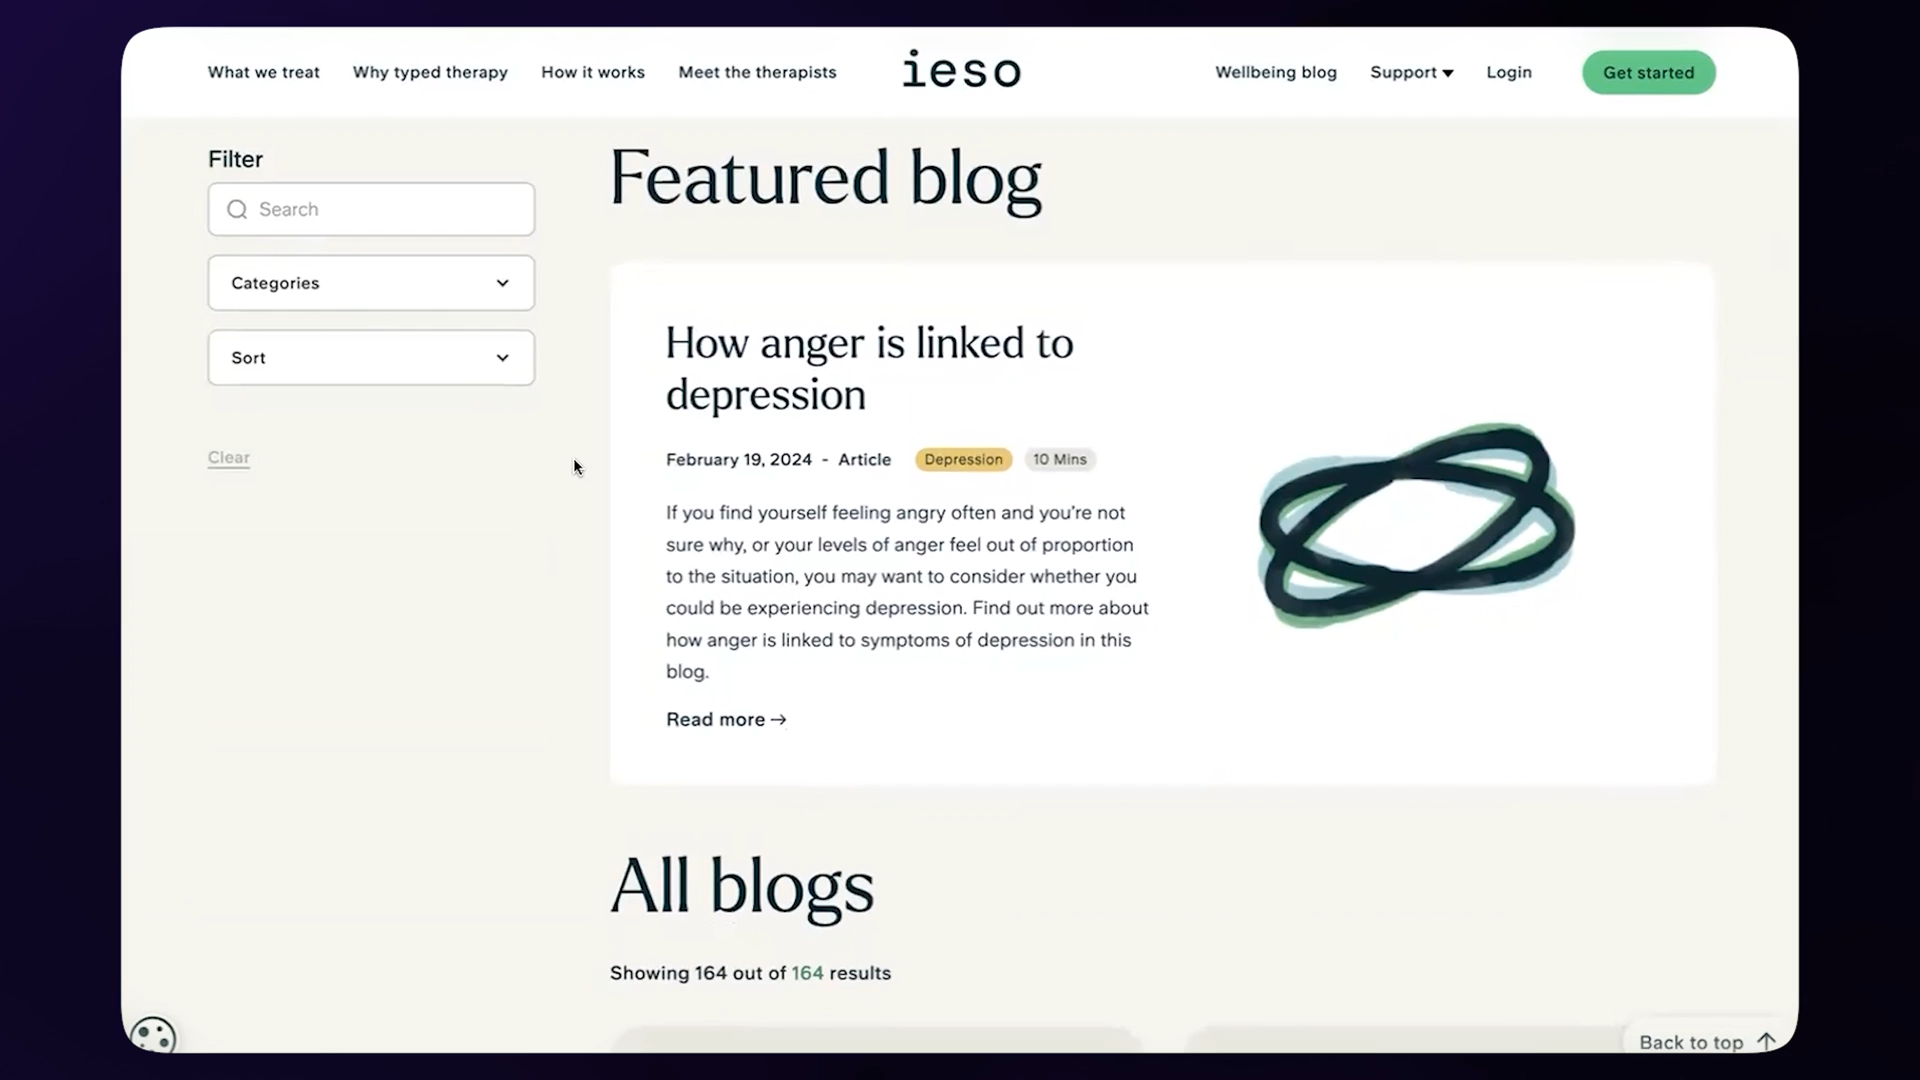 What we treat
Why typed therapy
How it works
Meet the therapists
ieso
Wellbeing blog
Support
Login
Get started
Filter
Search
Categories
Sort
Clear
Featured blog
How anger is linked to
depression
February 19, 2024 - Article Depression 10 Mins
If you find yourself feeling angry often and you're not
sure why, or your levels of anger feel out of proportion
to the situation, you may want to consider whether you
could be experiencing depression. Find out more about
how anger is linked to symptoms of depression in this
blog.
Read more →
All blogs
Showing 164 out of 164 results
Back to top ↑